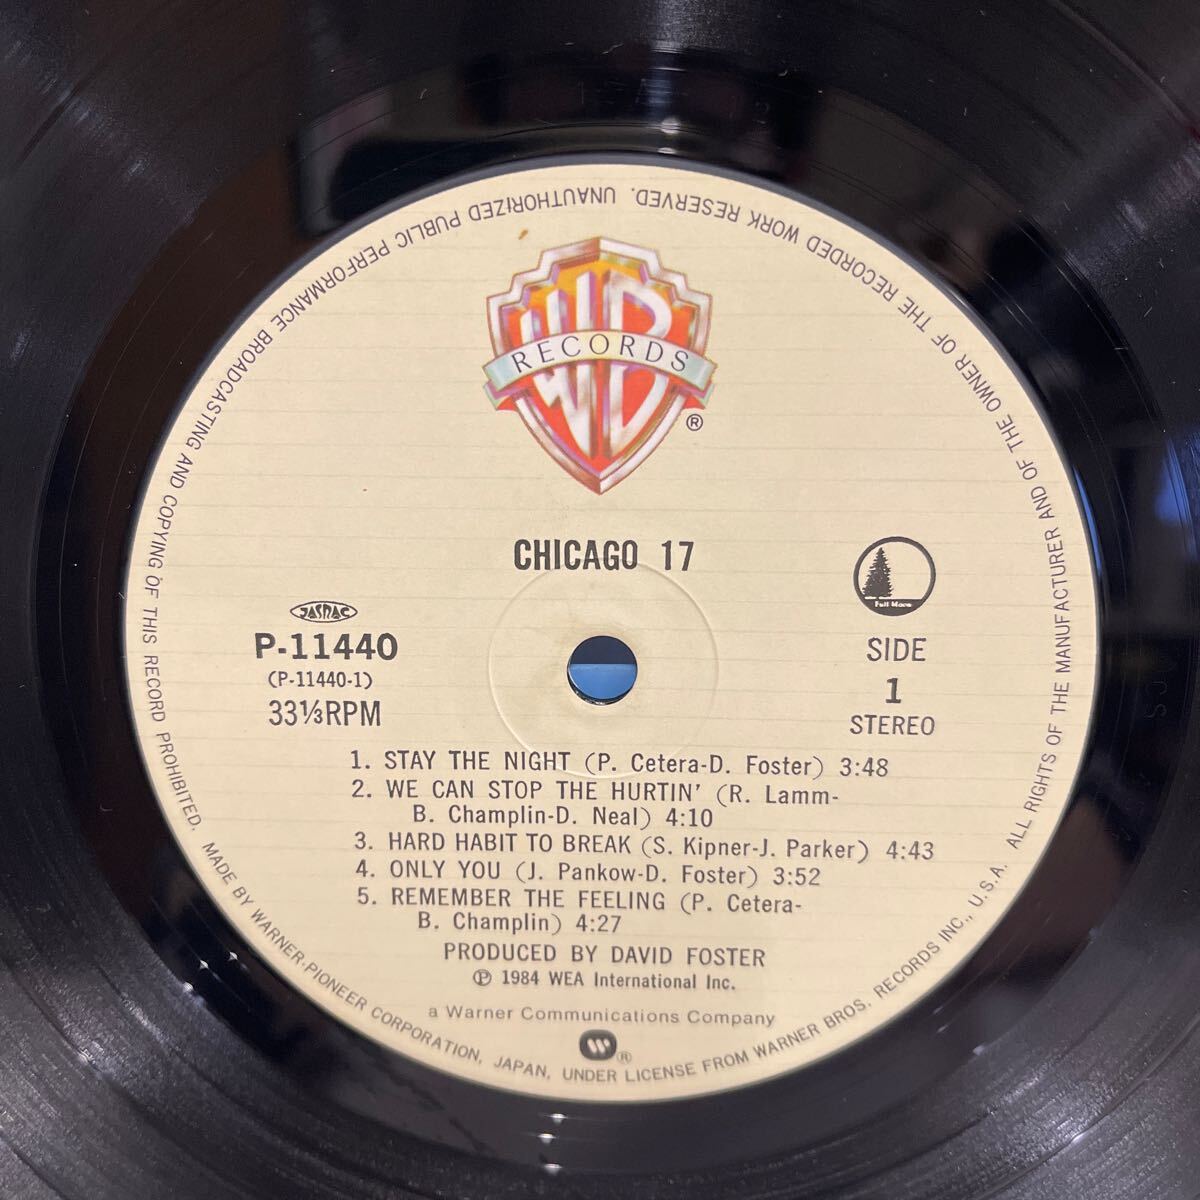 WB
RECORDS
®
CHICAGO 17
JASRAC
P-11440
(P-11440-1)
33⅓RPM
Full Moon
SIDE
1
STEREO
1. STAY THE NIGHT (P. Cetera-D. Foster) 3:48
2. WE CAN STOP THE HURTIN' (R. Lamm-
B. Champlin-D. Neal) 4:10
3. HARD HABIT TO BREAK (S. Kipner-J. Parker) 4:43
4. ONLY YOU (J. Pankow-D. Foster) 3:52
5. REMEMBER THE FEELING (P. Cetera-
B. Champlin) 4:27
PRODUCED BY DAVID FOSTER
℗ 1984 WEA International Inc.
a Warner Communications Company
®
MADE BY WARNER-PIONEER CORPORATION, JAPAN, UNDER LICENSE FROM WARNER BROS. RECORDS INC., U.S.A. ALL RIGHTS OF THE MANUFACTURER AND OF THE OWNER OF THE RECORDED WORK RESERVED. UNAUTHORIZED PUBLIC PERFORMANCE BROADCASTING AND COPYING OF THIS RECORD PROHIBITED.